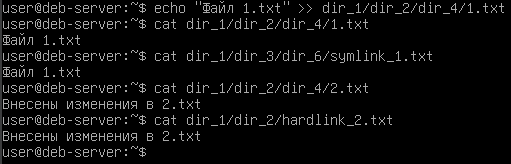 user@deb-server:~$ echo "Файл 1.txt" >> dir_1/dir_2/dir_4/1.txt
user@deb-server:~$ cat dir_1/dir_2/dir_4/1.txt
Файл 1.txt
user@deb-server:~$ cat dir_1/dir_3/dir_6/symlink_1.txt
Файл 1.txt
user@deb-server:~$ cat dir_1/dir_2/dir_4/2.txt
Внесены изменения в 2.txt
user@deb-server:~$ cat dir_1/dir_2/hardlink_2.txt
Внесены изменения в 2.txt
user@deb-server:~$